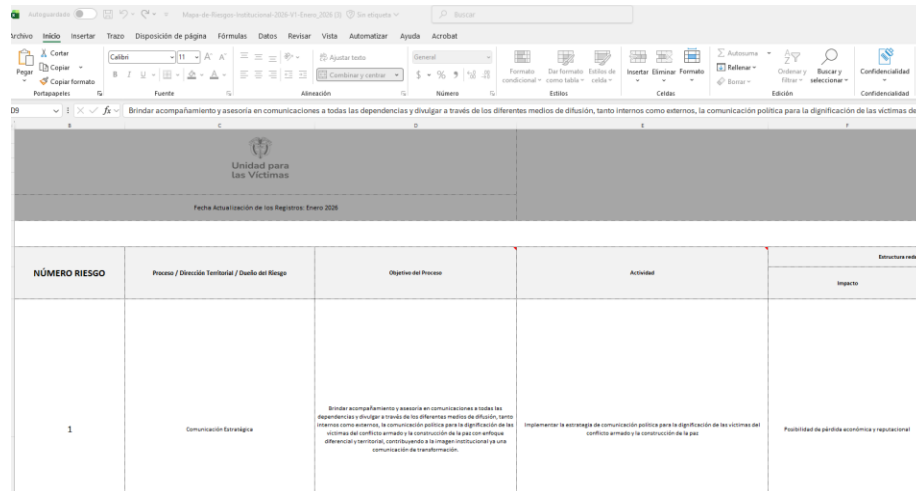 Autoguardado
Mapa-de-Riesgos-Institucional-2026-V1-Enero_2026 (3)
Sin etiqueta
Buscar
Archivo Inicio Insertar Trazo Disposición de página Fórmulas Datos Revisar Vista Automatizar Ayuda Acrobat
Pegar
Cortar
Copiar
Copiar formato
Portapapeles
Calibri 11
N K S
Fuente
Ajustar texto
Combinar y centrar
Alineación
General
$ % 000
Número
Formato condicional
Dar formato como tabla
Estilos de celda
Estilos
Insertar Eliminar Formato
Celdas
Autosuma
Rellenar
Borrar
Ordenar y filtrar
Buscar y seleccionar
Edición
Confidencialidad
Confidencialidad
D9
fx
Brindar acompañamiento y asesoría en comunicaciones a todas las dependencias y divulgar a través de los diferentes medios de difusión, tanto internos como externos, la comunicación política para la dignificación de las víctimas de
B C D E F
Unidad para
las Víctimas
Fecha Actualización de los Registros: Enero 2026
NÚMERO RIESGO
Proceso / Dirección Territorial / Dueño del Riesgo
Objetivo del Proceso
Actividad
Estructura reda
Impacto
1
Comunicación Estratégica
Brindar acompañamiento y asesoría en comunicaciones a todas las
dependencias y divulgar a través de los diferentes medios de difusión, tanto
internos como externos, la comunicación política para la dignificación de las
víctimas del conflicto armado y la construcción de la paz con enfoque
diferencial y territorial, contribuyendo a la imagen institucional ya una
comunicación de transformación.
Implementar la estrategia de comunicación política para la dignificación de las víctimas del
conflicto armado y la construcción de la paz
Posibilidad de pérdida económica y reputacional